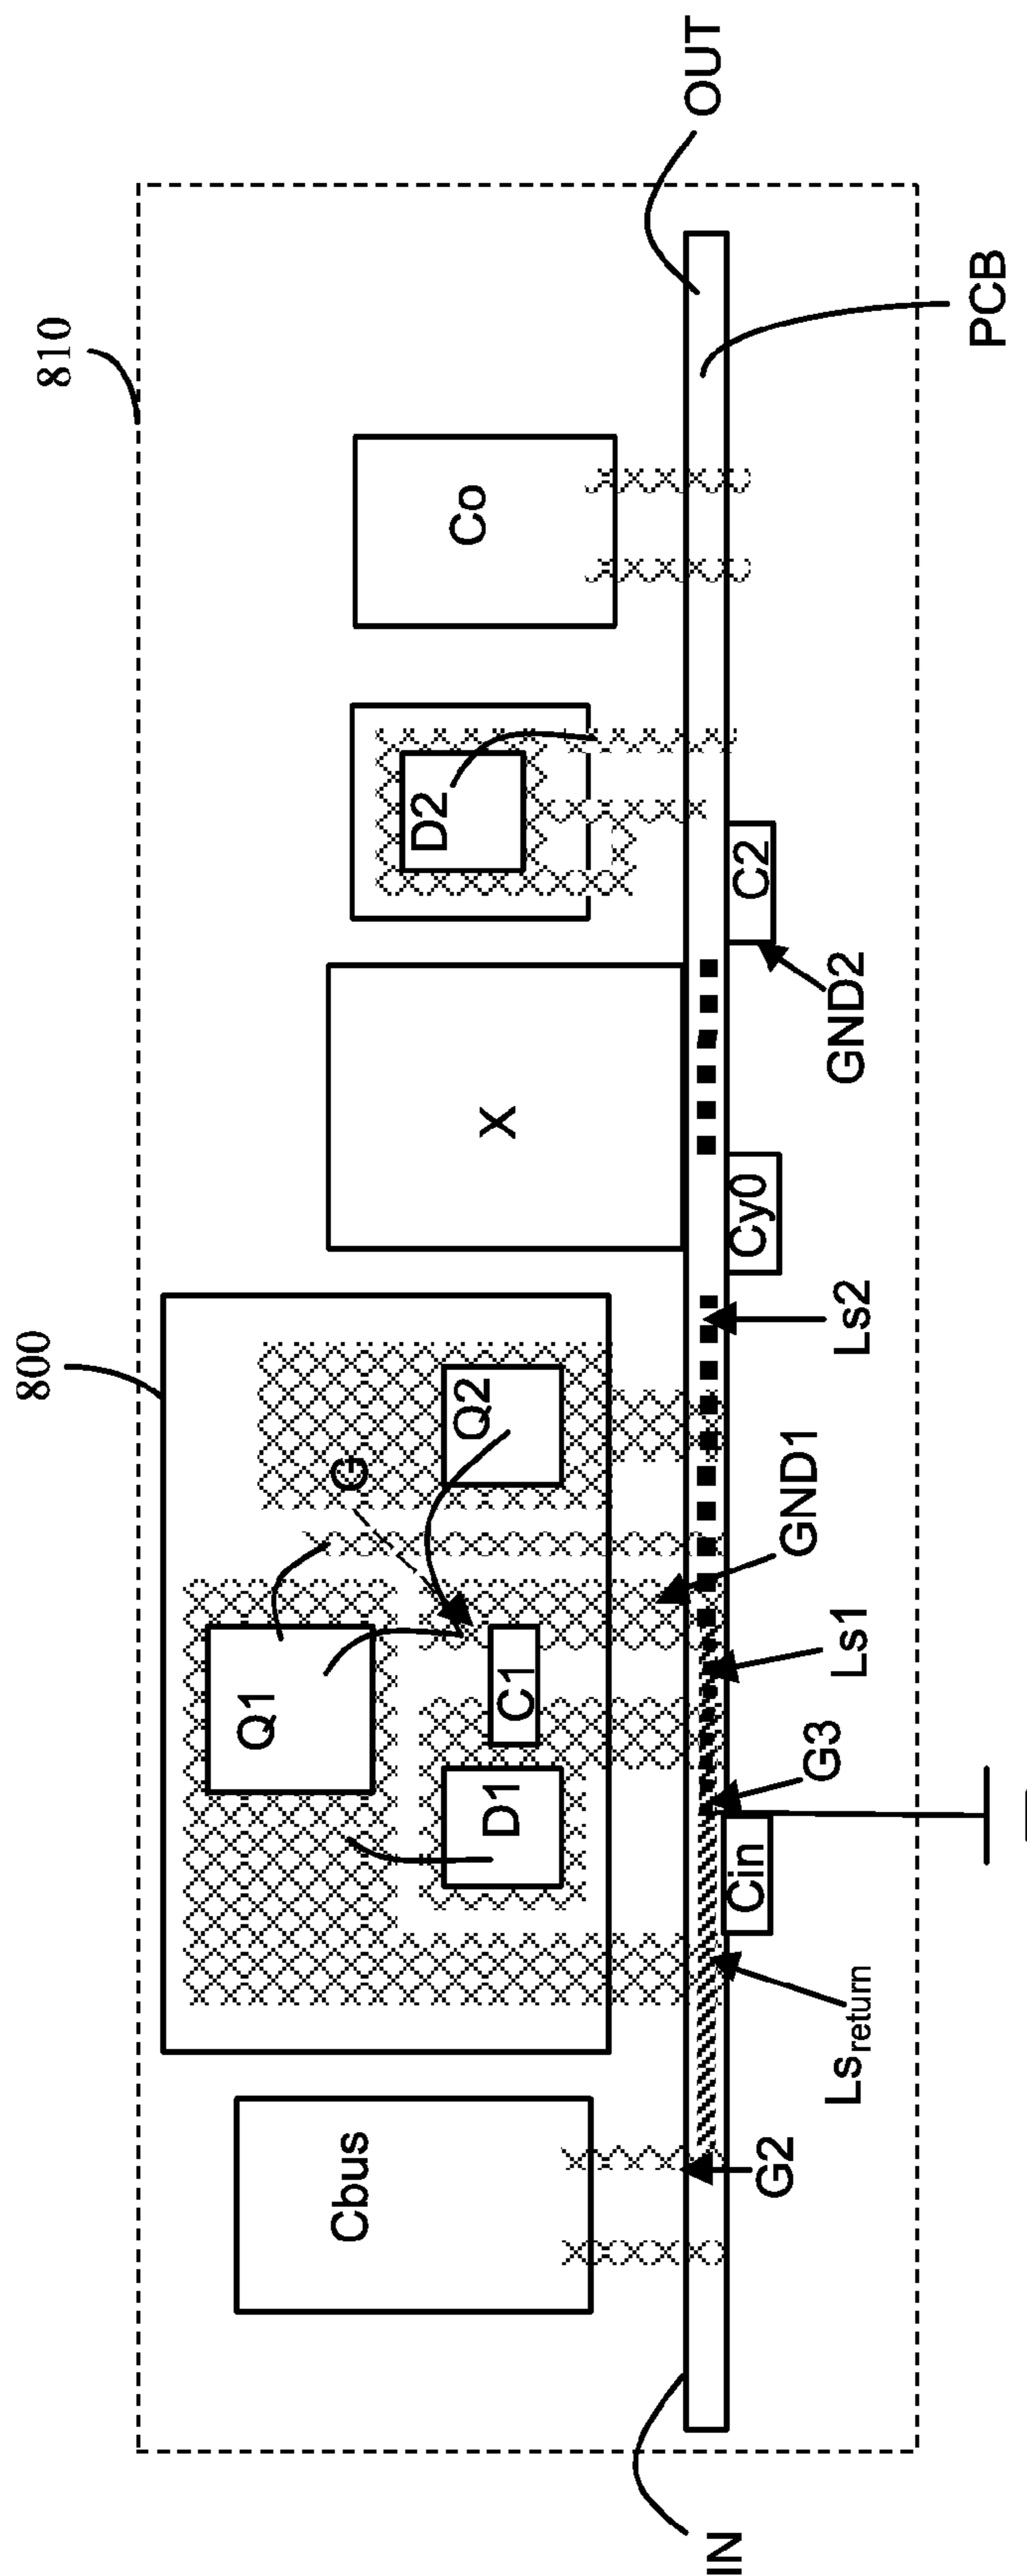 810
800
Cbus
Q1
G
Q2
D1
C1
X
D2
Co
IN
OUT
G2
Cin
G3
Ls1
GND1
Ls2
Cy0
C2
GND2
PCB
Lsreturn